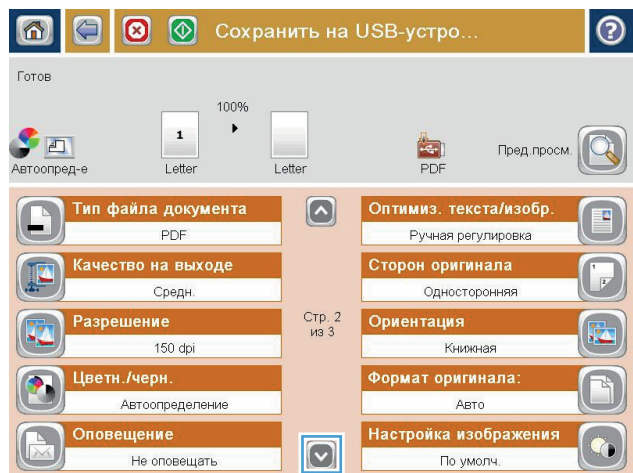 Сохранить на USB-устро...
?
Готов
100%
1
Автоопред-е
Letter
Letter
PDF
Пред.просм.
Тип файла документа
PDF
Качество на выходе
Средн.
Разрешение
150 dpi
Цветн./черн.
Автоопределение
Оповещение
Не оповещать
Стр. 2
из 3
Оптимиз. текста/изобр.
Ручная регулировка
Сторон оригинала
Односторонняя
1
2
Ориентация
Книжная
Формат оригинала:
Авто
Настройка изображения
По умолч.